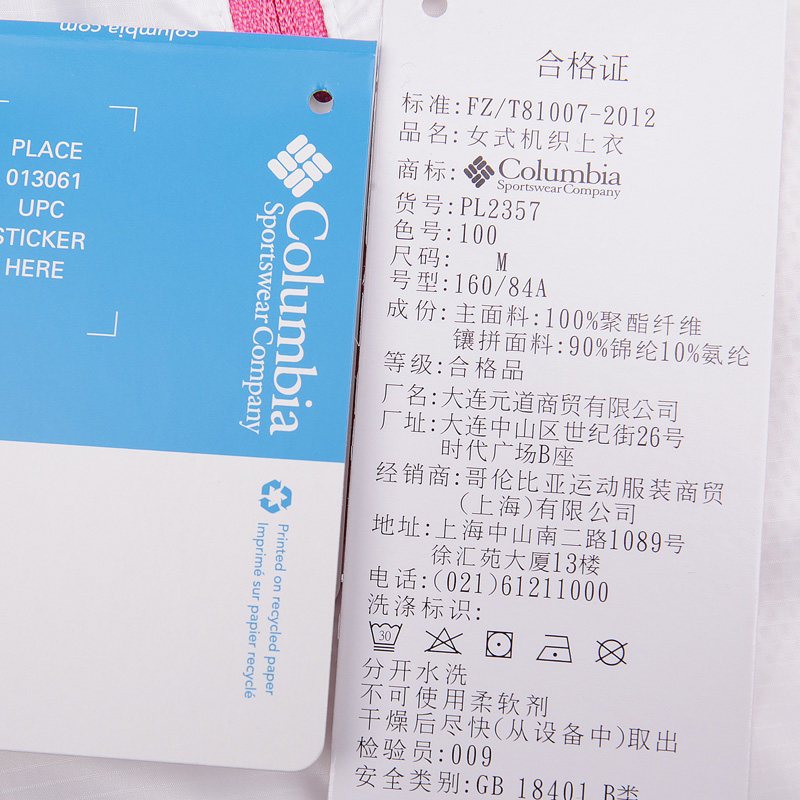 columbia.com
PLACE
013061
UPC
STICKER
HERE
Columbia
Sportswear Company
Printed on recycled paper
Imprimé sur papier recyclé
合格证
标准:FZ/T81007-2012
品名:女式机织上衣
商标: Columbia
Sportswear Company
货号:PL2357
色号:100
尺码: M
号型:160/84A
成份:主面料:100%聚酯纤维
镶拼面料:90%锦纶10%氨纶
等级:合格品
厂名:大连元道商贸有限公司
厂址:大连中山区世纪街26号
时代广场B座
经销商:哥伦比亚运动服装商贸
(上海)有限公司
地址:上海中山南二路1089号
徐汇苑大厦13楼
电话:(021)61211000
洗涤标识:
30
分开水洗
不可使用柔软剂
干燥后尽快(从设备中)取出
检验员:009
安全类别:GB 18401 B类